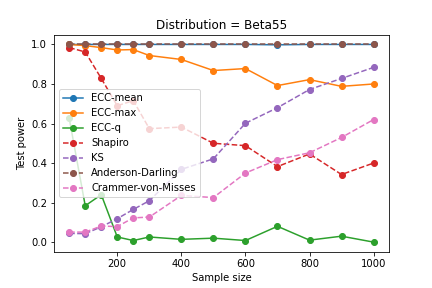 Distribution = Beta55
1.0
0.8
0.6
0.4
0.2
0.0
Test power
ECC-mean
ECC-max
ECC-q
Shapiro
KS
Anderson-Darling
Crammer-von-Misses
200
400
600
800
1000
Sample size